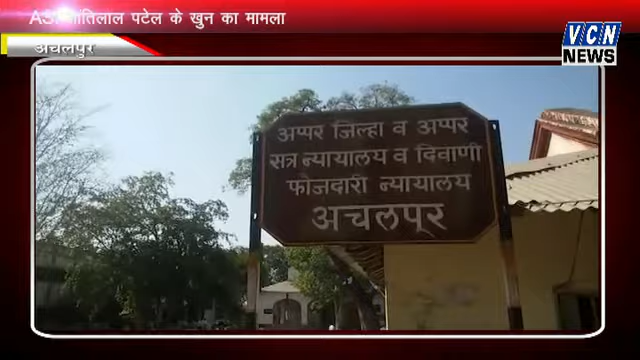 शांतिलाल पटेल के खुन का मामला
अचलपुर
VCN
NEWS
अप्पर जिल्हा व अप्पर
सत्र न्यायालय व दिवाणी
फौजदारी न्यायालय
अचलपूर